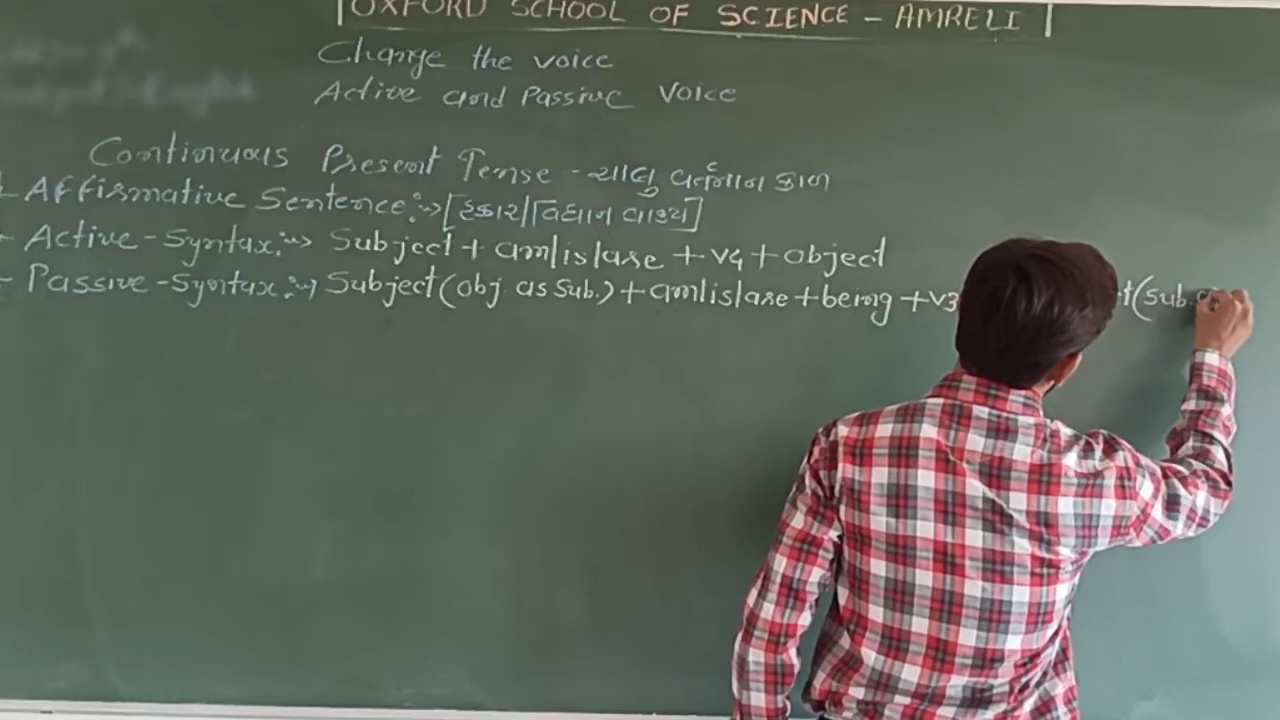 OXFORD SCHOOL OF SCIENCE - AMRELI
Change the voice
Active and Passive Voice
Continuous Present Tense - ચાલુ વર્તમાન કાળ
Affirmative Sentence:→ [હકાર/વિધાન વાક્ય]
Active-Syntax:→ Subject + am/is/are + V4 + object
Passive-Syntax:→ Subject (obj. as Sub.) + am/is/are + being + V3 (Sub.